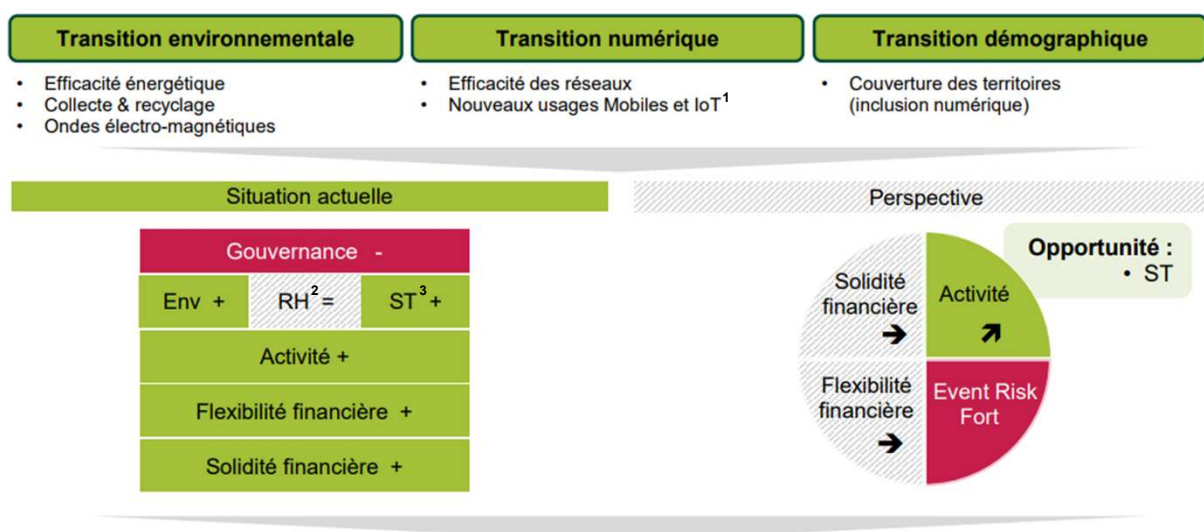 Transition environnementale
Transition numérique
Transition démographique
• Efficacité énergétique
• Collecte & recyclage
• Ondes électro-magnétiques
• Efficacité des réseaux
• Nouveaux usages Mobiles et IoT¹
• Couverture des territoires
(inclusion numérique)
Situation actuelle
Perspective
Gouvernance -
Env +
RH² =
ST³ +
Activité +
Flexibilité financière +
Solidité financière +
Solidité
financière
➔
Activité
➔
Flexibilité
financière
➔
Event Risk
Fort
Opportunité :
• ST